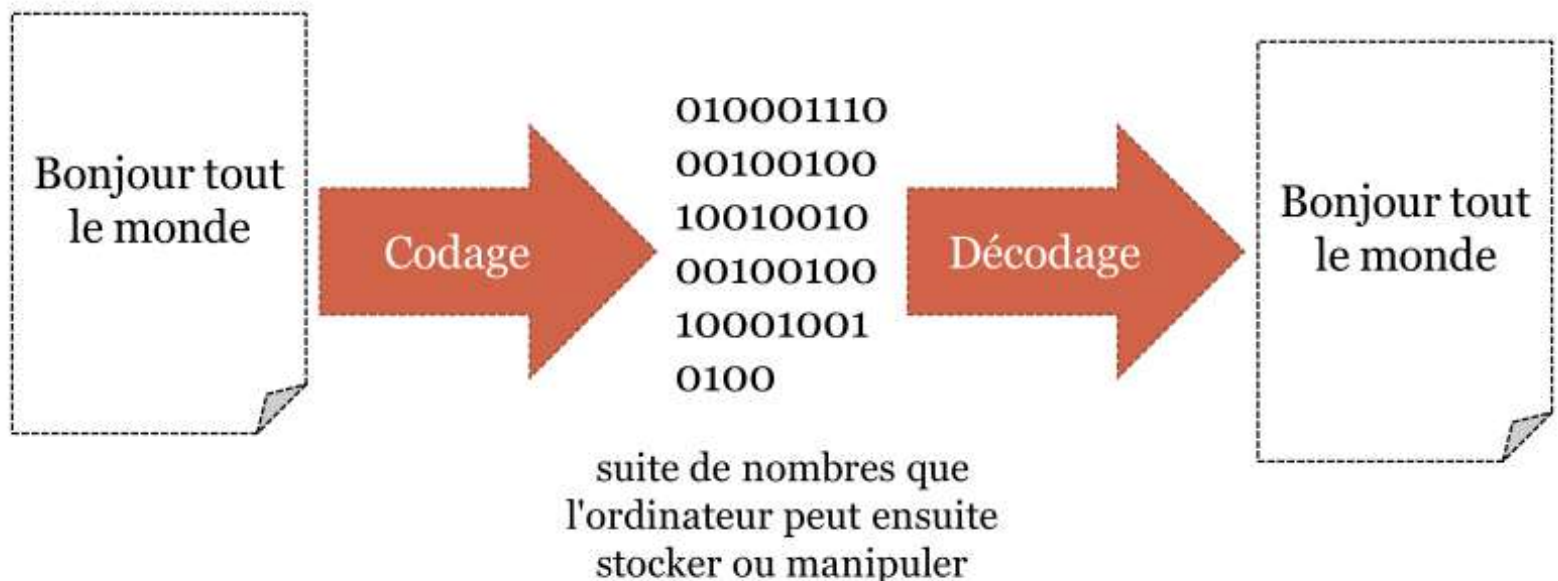 Bonjour tout
le monde
Codage
010001110
00100100
10010010
00100100
10001001
0100
suite de nombres que
l'ordinateur peut ensuite
stocker ou manipuler
Décodage
Bonjour tout
le monde